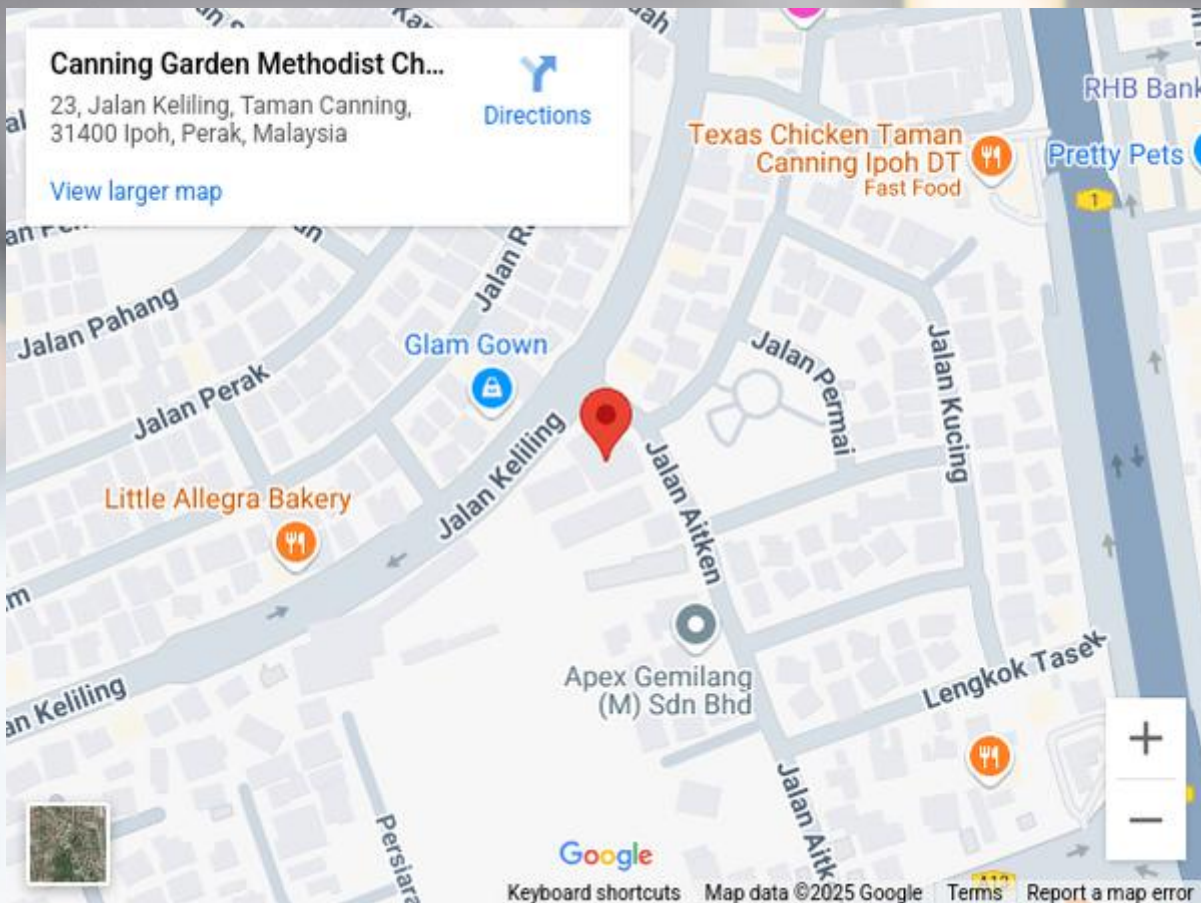 Canning Garden Methodist Ch...
Directions
23, Jalan Keliling, Taman Canning,
31400 Ipoh, Perak, Malaysia
View larger map
RHB Bank
Texas Chicken Taman
Canning Ipoh DT
Fast Food
Pretty Pets
1
Jalan Pahang
Jalan Perak
Glam Gown
Jalan Permai
Jalan Kucing
Jalan Keliling
Jalan Aitken
Little Allegra Bakery
Apex Gemilang
(M) Sdn Bhd
Lengkok Tasek
an Keliling
Jalan Aitk
Persiara
+
−
Google
A13
Keyboard shortcuts
Map data ©2025 Google
Terms
Report a map error